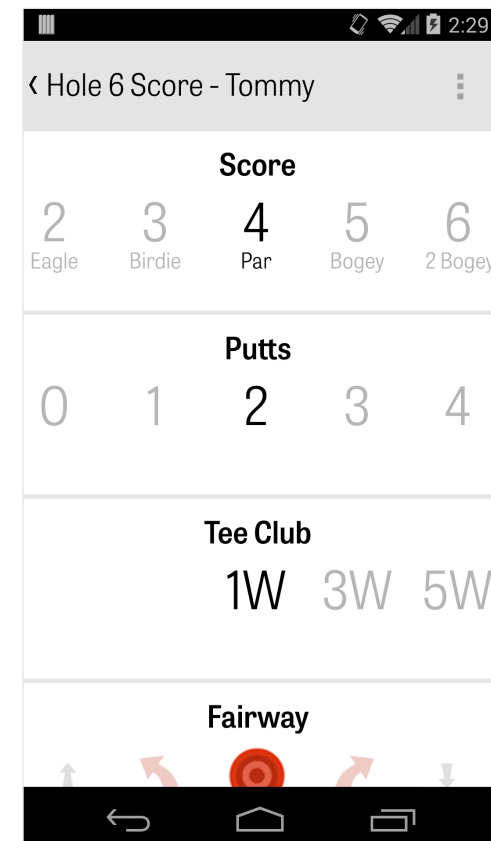 2:29
‹ Hole 6 Score - Tommy
Score
2 3 4 5 6
Eagle Birdie Par Bogey 2 Bogey
Putts
0 1 2 3 4
Tee Club
1W 3W 5W
Fairway